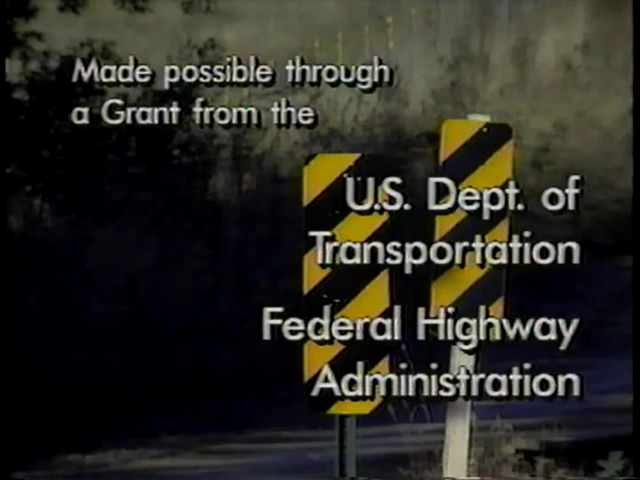 Made possible through
a Grant from the
U.S. Dept. of
Transportation
Federal Highway
Administration